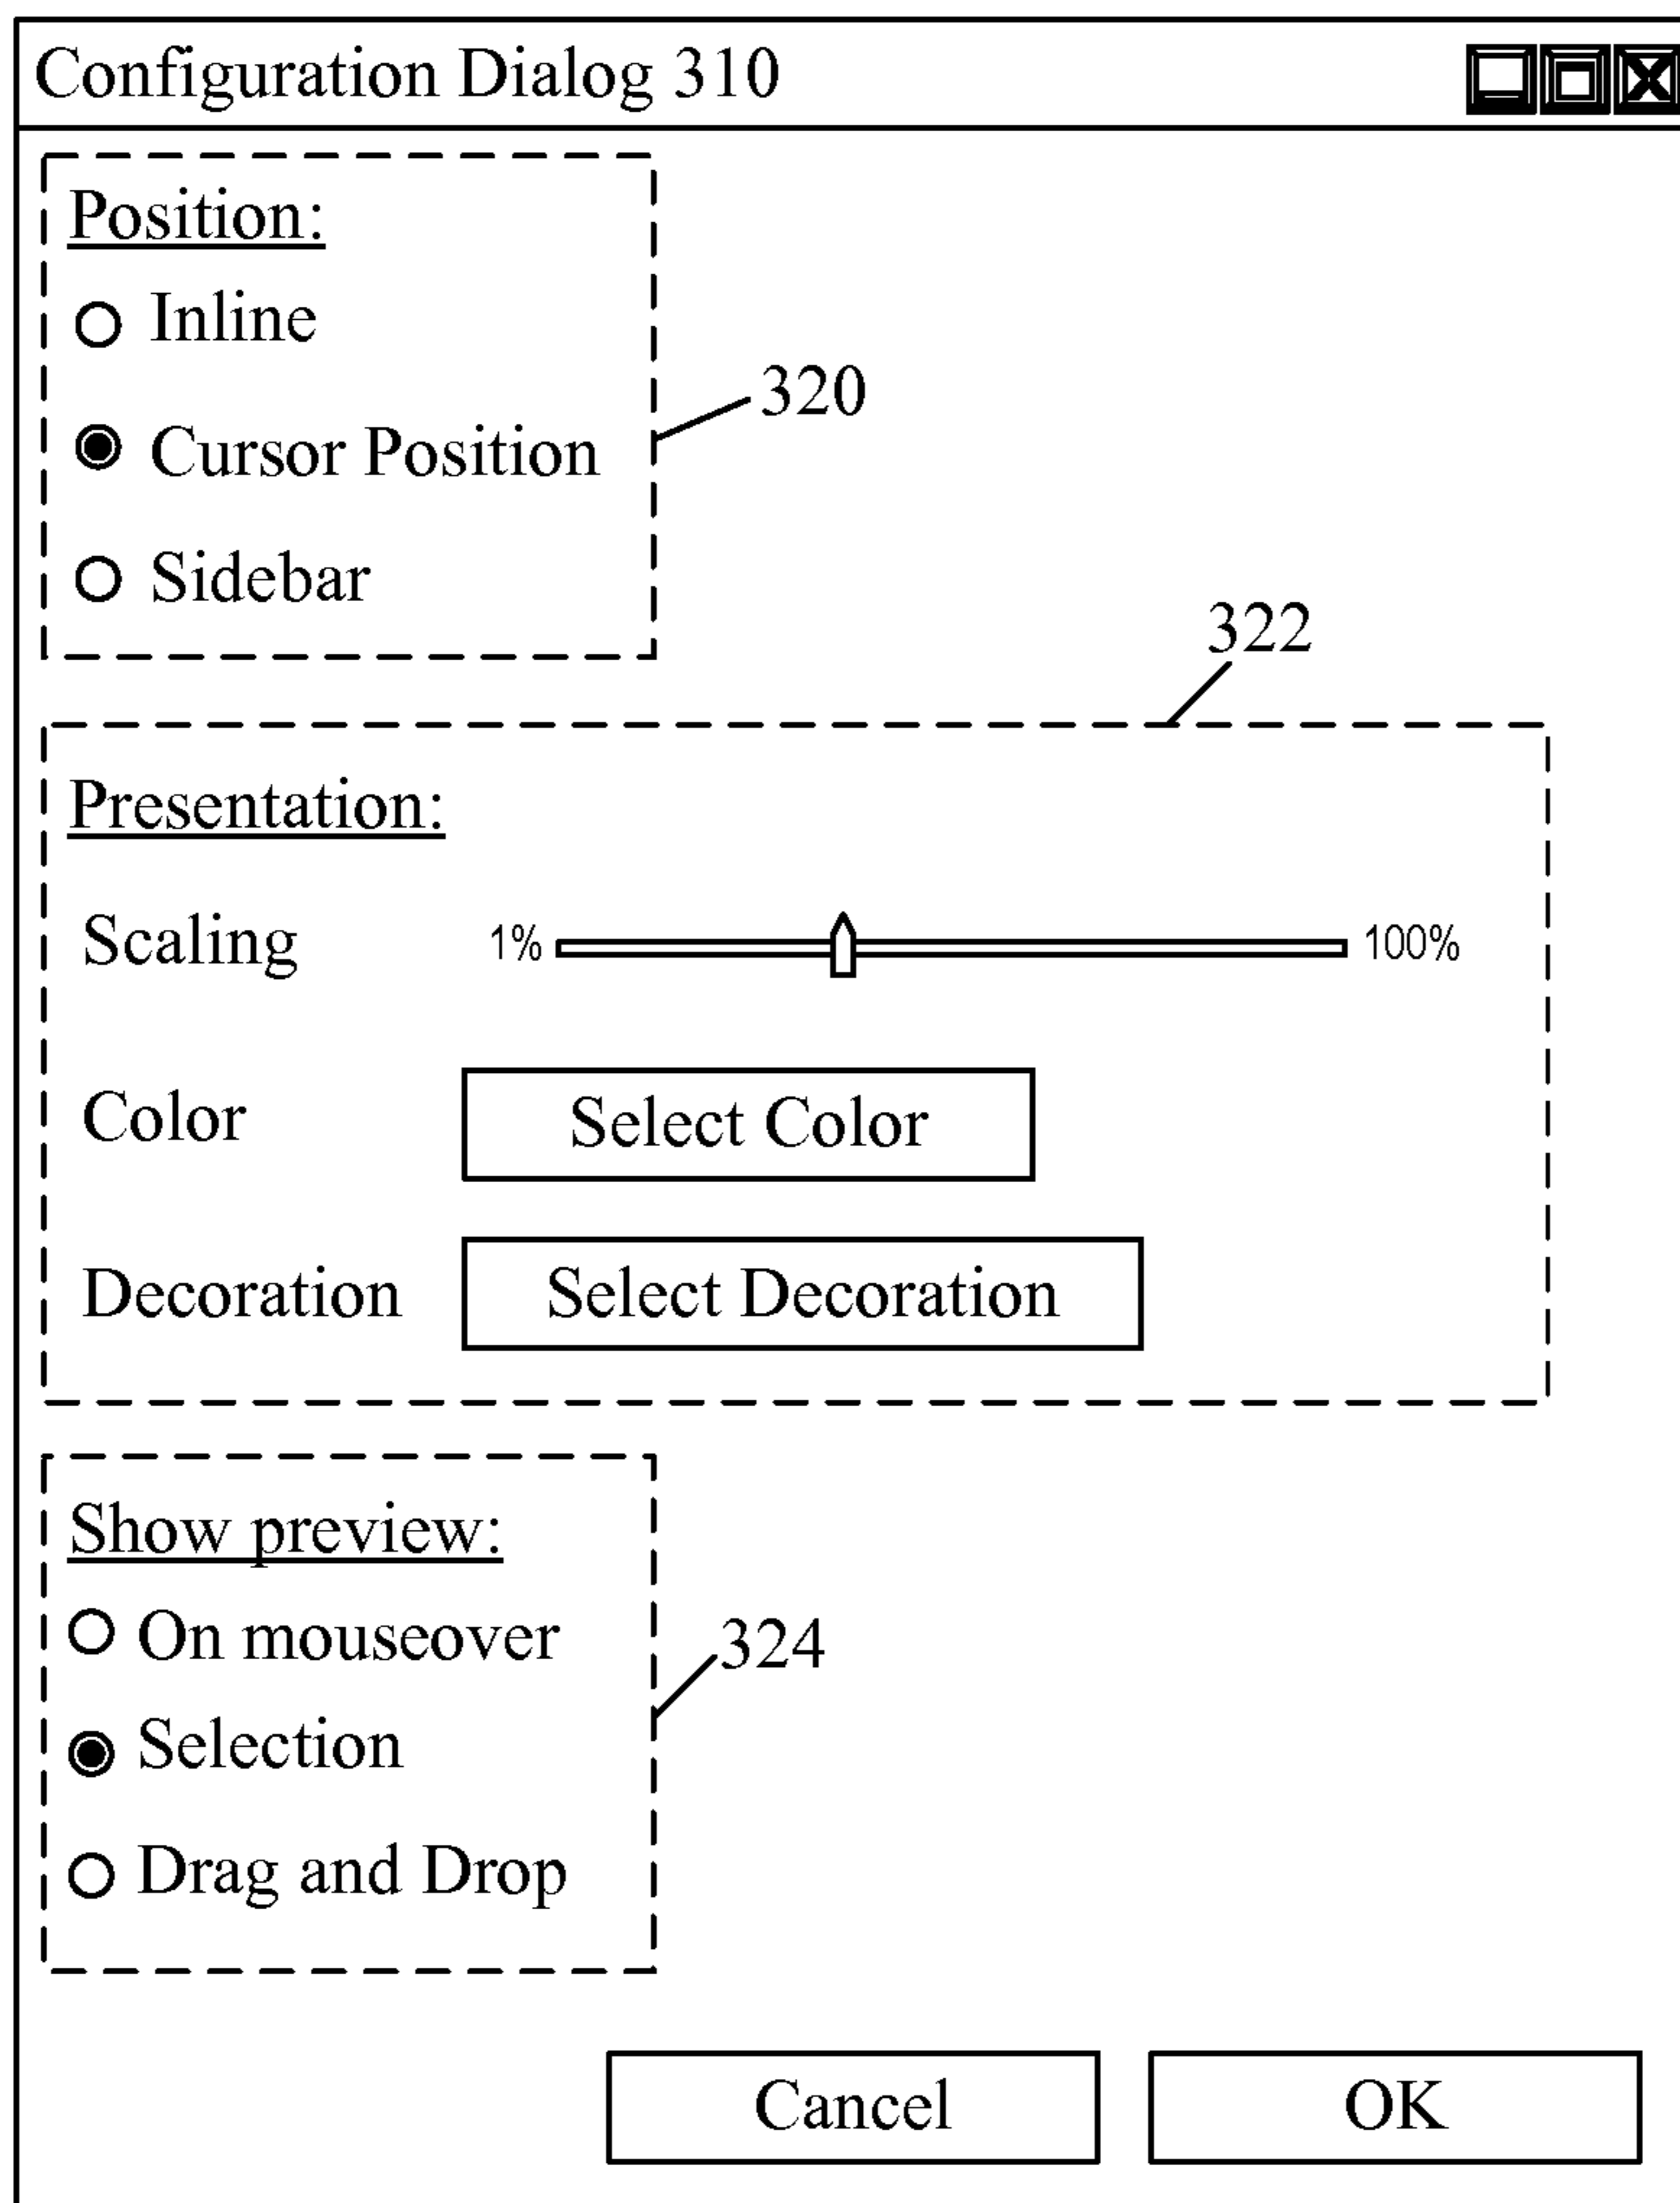 Configuration Dialog 310
Position:
Inline
320
Cursor Position
Sidebar
322
Presentation:
Scaling 1% 100%
Color Select Color
Decoration Select Decoration
Show preview:
On mouseover
324
Selection
Drag and Drop
Cancel OK